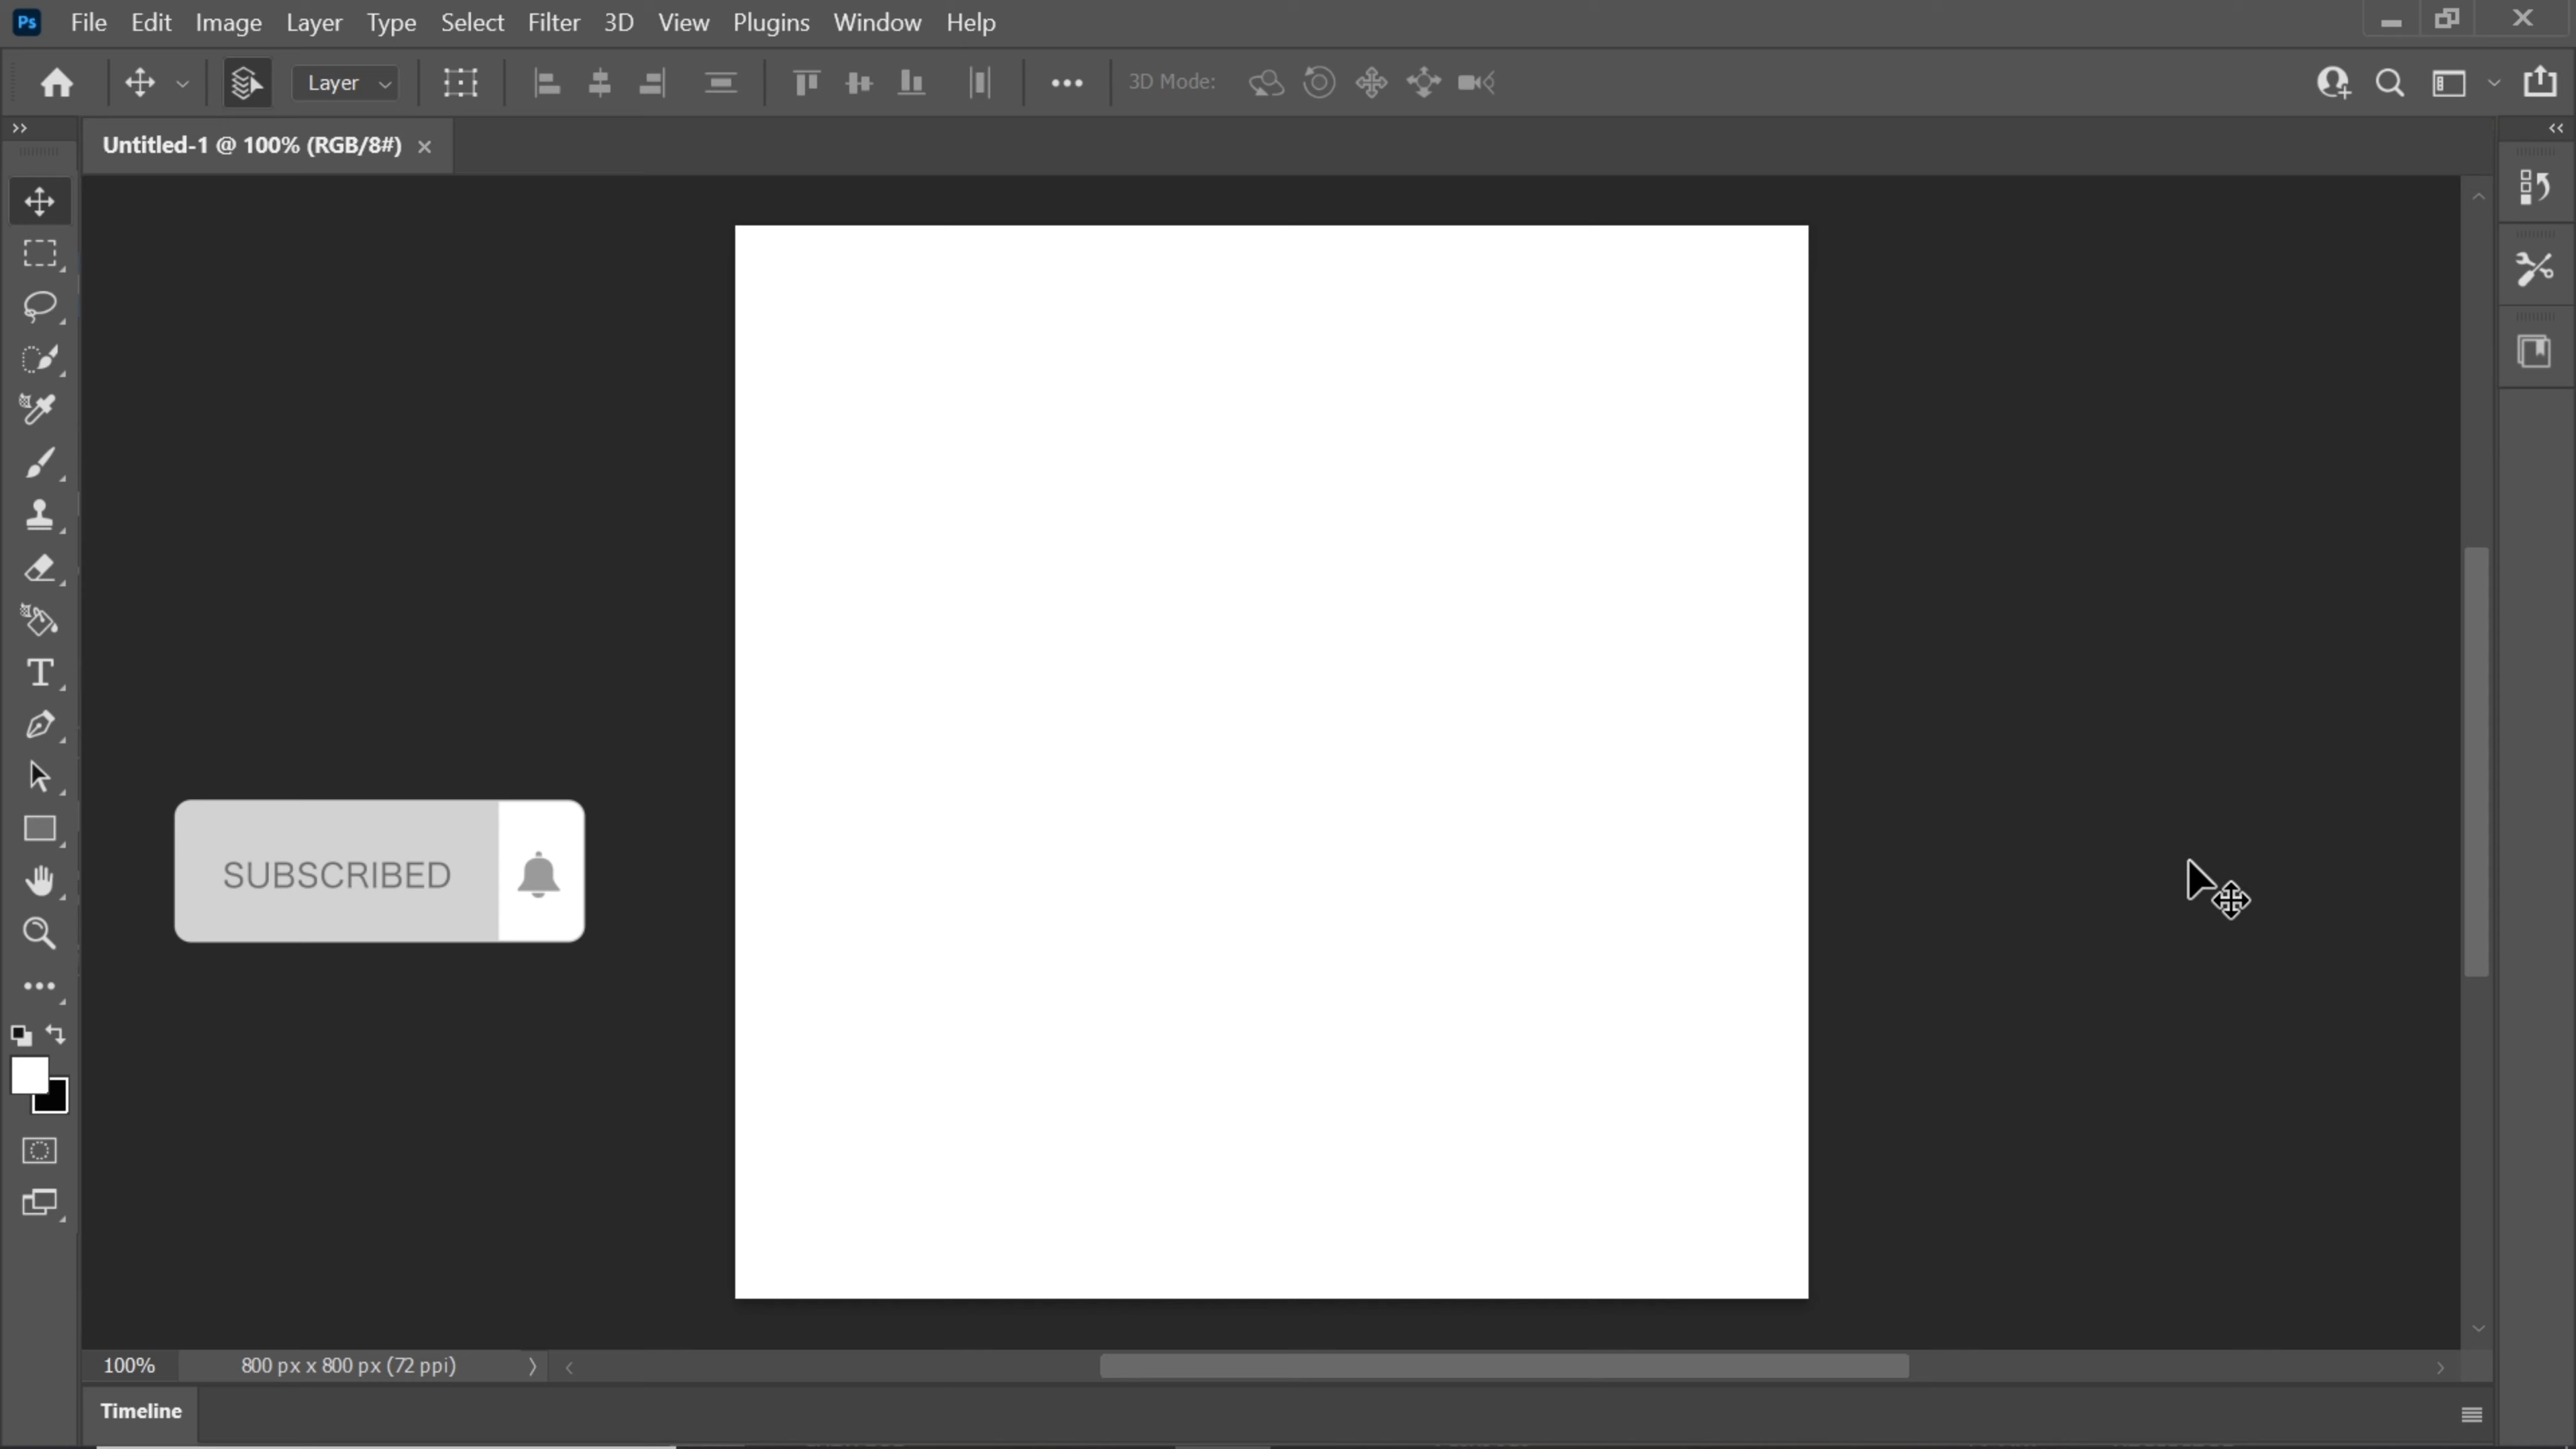 Ps File Edit Image Layer Type Select Filter 3D View Plugins Window Help
Layer 3D Mode:
Untitled-1 @ 100% (RGB/8#)
SUBSCRIBED
100% 800 px x 800 px (72 ppi)
Timeline